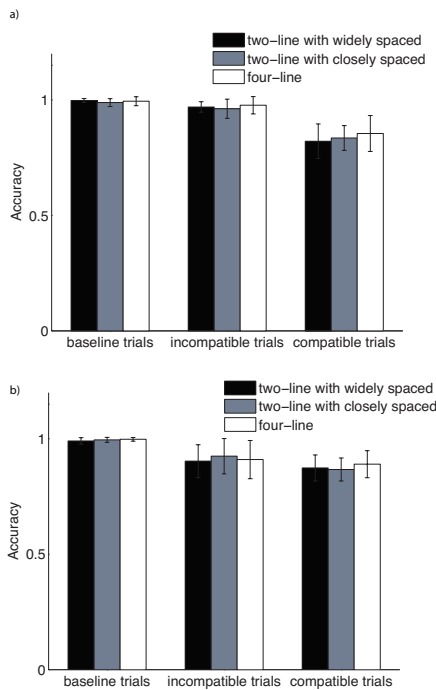 a)
two-line with widely spaced
two-line with closely spaced
four-line
1
0.5
0
Accuracy
baseline trials incompatible trials compatible trials
b)
two-line with widely spaced
two-line with closely spaced
four-line
1
0.5
0
Accuracy
baseline trials incompatible trials compatible trials